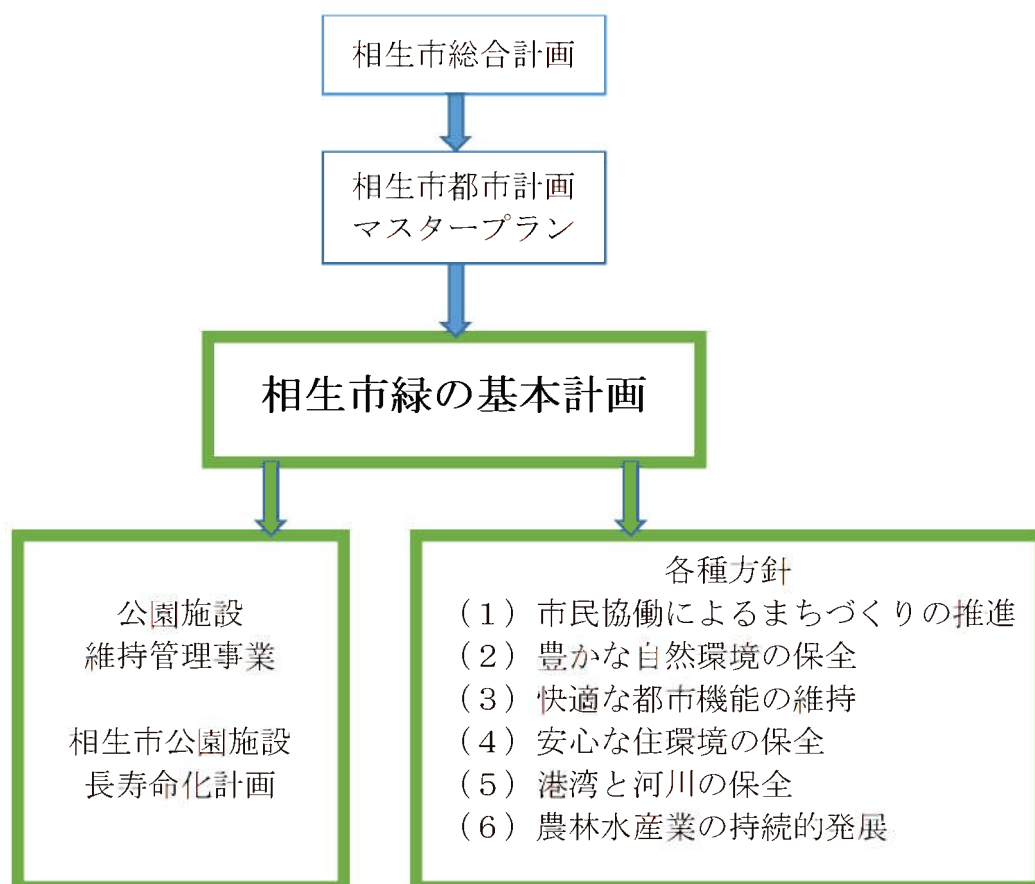 相生市総合計画
相生市都市計画
マスタープラン
相生市緑の基本計画
公園施設
維持管理事業
相生市公園施設
長寿命化計画
各種方針
（１）市民協働によるまちづくりの推進
（２）豊かな自然環境の保全
（３）快適な都市機能の維持
（４）安心な住環境の保全
（５）港湾と河川の保全
（６）農林水産業の持続的発展